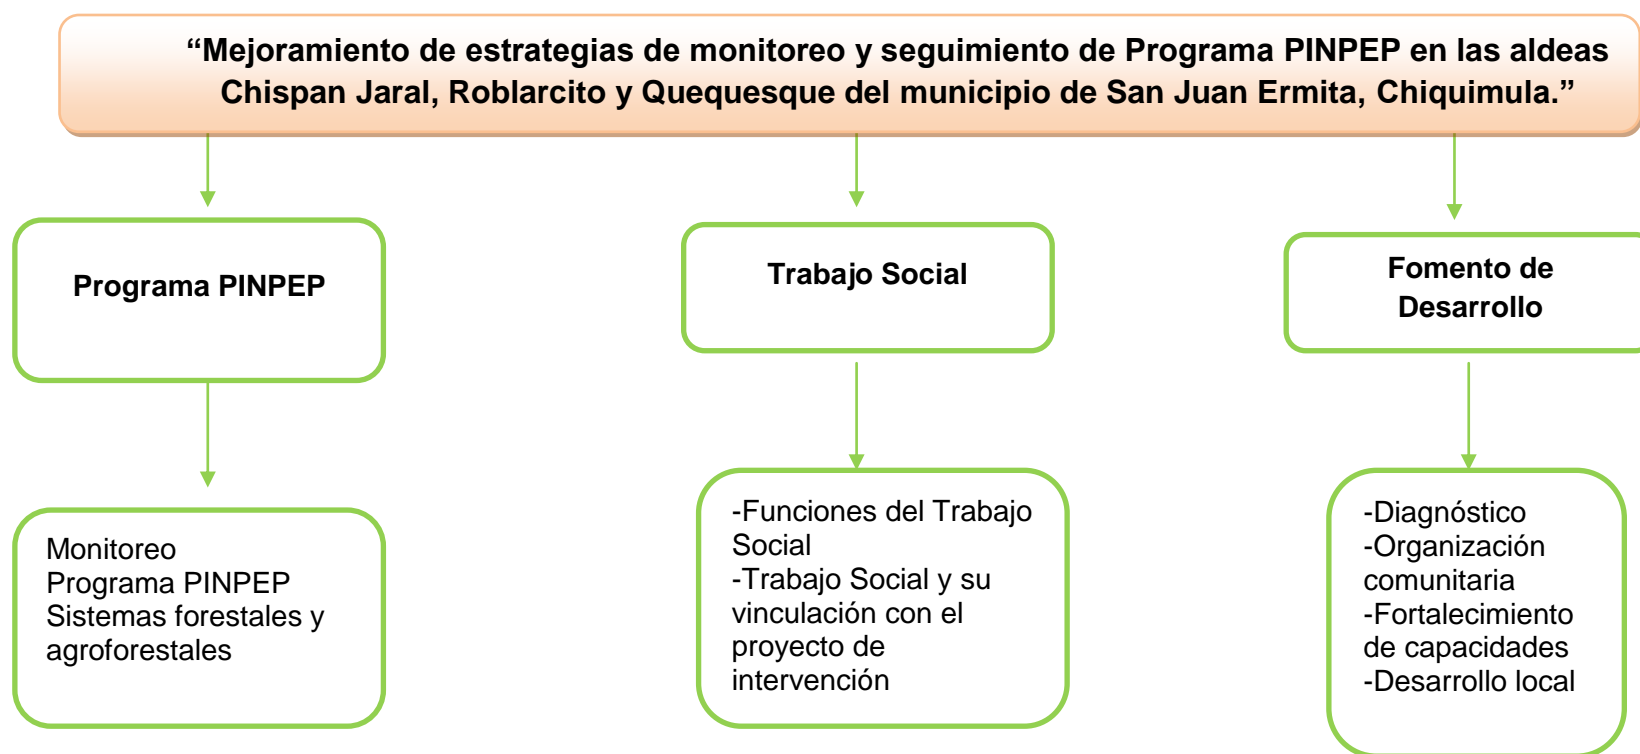 “Mejoramiento de estrategias de monitoreo y seguimiento de Programa PINPEP en las aldeas
Chispan Jaral, Roblarcito y Quequesque del municipio de San Juan Ermita, Chiquimula.”
Programa PINPEP
Trabajo Social
Fomento de
Desarrollo
Monitoreo
Programa PINPEP
Sistemas forestales y
agroforestales
-Funciones del Trabajo
Social
-Trabajo Social y su
vinculación con el
proyecto de
intervención
-Diagnóstico
-Organización
comunitaria
-Fortalecimiento
de capacidades
-Desarrollo local